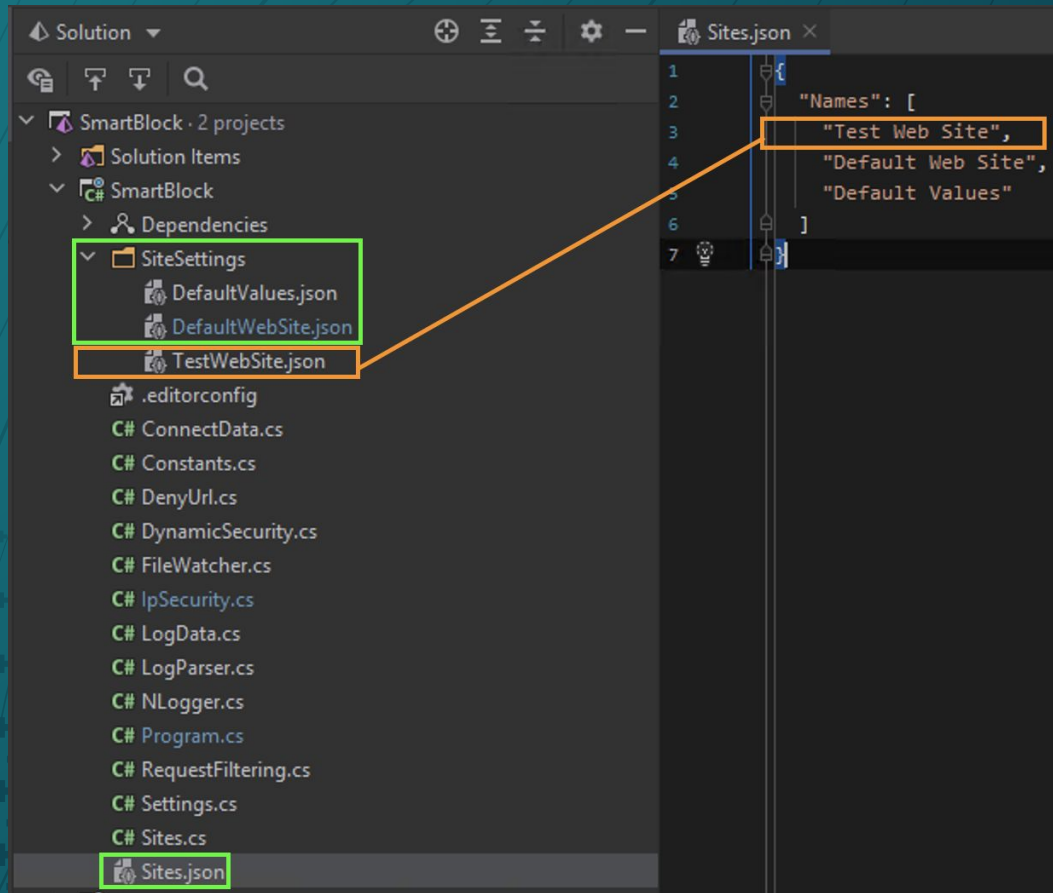 Solution
SmartBlock · 2 projects
Solution Items
C# SmartBlock
Dependencies
SiteSettings
DefaultValues.json
DefaultWebSite.json
TestWebSite.json
.editorconfig
C# ConnectData.cs
C# Constants.cs
C# DenyUrl.cs
C# DynamicSecurity.cs
C# FileWatcher.cs
C# IpSecurity.cs
C# LogData.cs
C# LogParser.cs
C# NLogger.cs
C# Program.cs
C# RequestFiltering.cs
C# Settings.cs
C# Sites.cs
Sites.json
Sites.json ×
1 {
2 "Names": [
3 "Test Web Site",
4 "Default Web Site",
5 "Default Values"
6 ]
7 }